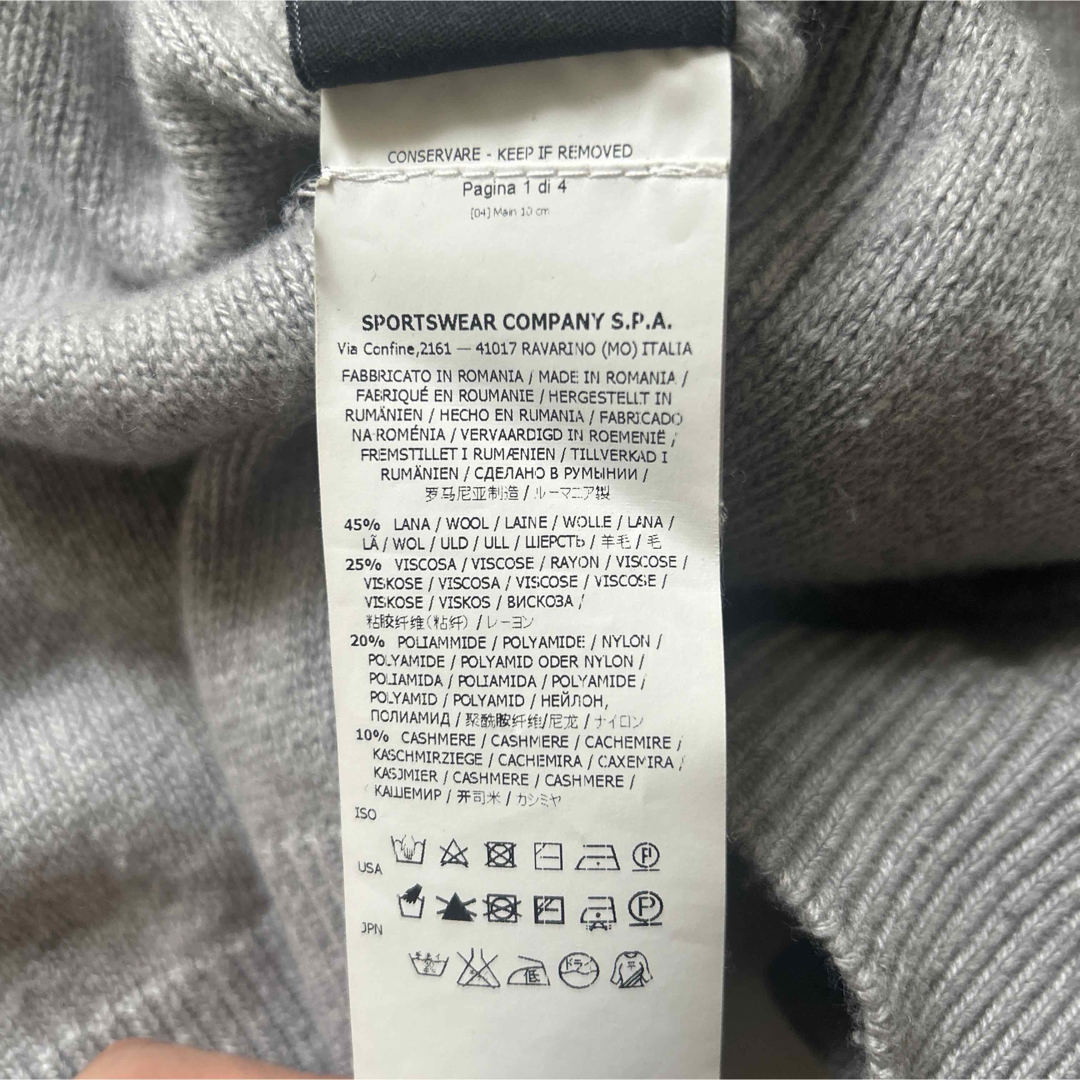 CONSERVARE - KEEP IF REMOVED
Pagina 1 di 4
[04] Main 10 cm
SPORTSWEAR COMPANY S.P.A.
Via Confine,2161 — 41017 RAVARINO (MO) ITALIA
FABBRICATO IN ROMANIA / MADE IN ROMANIA /
FABRIQUÉ EN ROUMANIE / HERGESTELLT IN
RUMÄNIEN / HECHO EN RUMANIA / FABRICADO
NA ROMÉNIA / VERVAARDIGD IN ROEMENIË /
FREMSTILLET I RUMÆNIEN / TILLVERKAD I
RUMÄNIEN / СДЕЛАНО В РУМЫНИИ /
罗马尼亚制造 / ルーマニア製
45% LANA / WOOL / LAINE / WOLLE / LANA /
LÃ / WOL / ULD / ULL / ШЕРСТЬ / 羊毛 / 毛
25% VISCOSA / VISCOSE / RAYON / VISCOSE /
VISKOSE / VISCOSA / VISCOSE / VISCOSE /
VISKOSE / VISKOS / ВИСКОЗА /
粘胶纤维(粘纤) / レーヨン
20% POLIAMMIDE / POLYAMIDE / NYLON /
POLYAMIDE / POLYAMID ODER NYLON /
POLIAMIDA / POLIAMIDA / POLYAMIDE /
POLYAMID / POLYAMID / НЕЙЛОН,
ПОЛИАМИД / 聚酰胺纤维/尼龙 / ナイロン
10% CASHMERE / CASHMERE / CACHEMIRE /
KASCHMIRZIEGE / CACHEMIRA / CAXEMIRA /
KASJMIER / CASHMERE / CASHMERE /
КАШЕМИР / 开司米 / カシミヤ
ISO
F
USA
P
JPN
低 ドライ